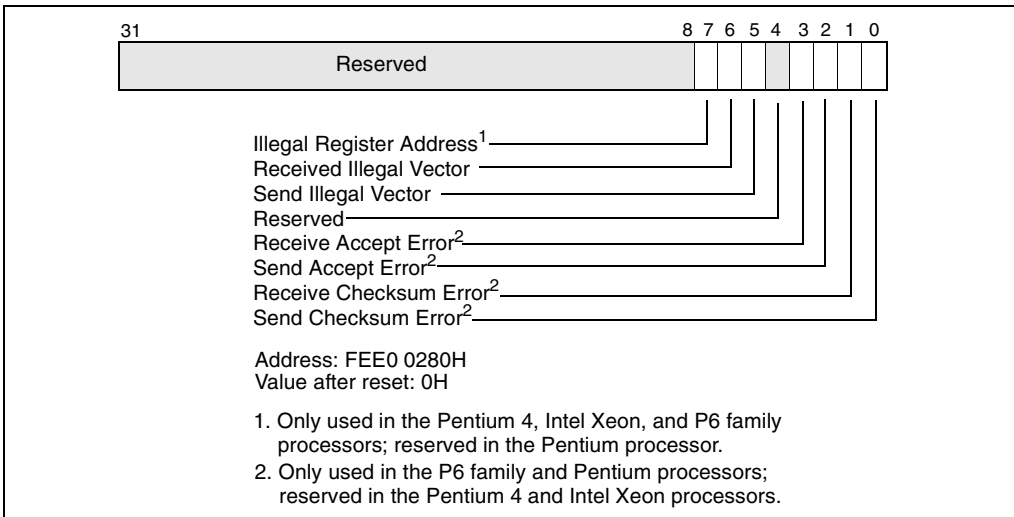 31 8 7 6 5 4 3 2 1 0
Reserved
Illegal Register Address1
Received Illegal Vector
Send Illegal Vector
Reserved
Receive Accept Error2
Send Accept Error2
Receive Checksum Error2
Send Checksum Error2
Address: FEE0 0280H
Value after reset: 0H
1. Only used in the Pentium 4, Intel Xeon, and P6 family
processors; reserved in the Pentium processor.
2. Only used in the P6 family and Pentium processors;
reserved in the Pentium 4 and Intel Xeon processors.